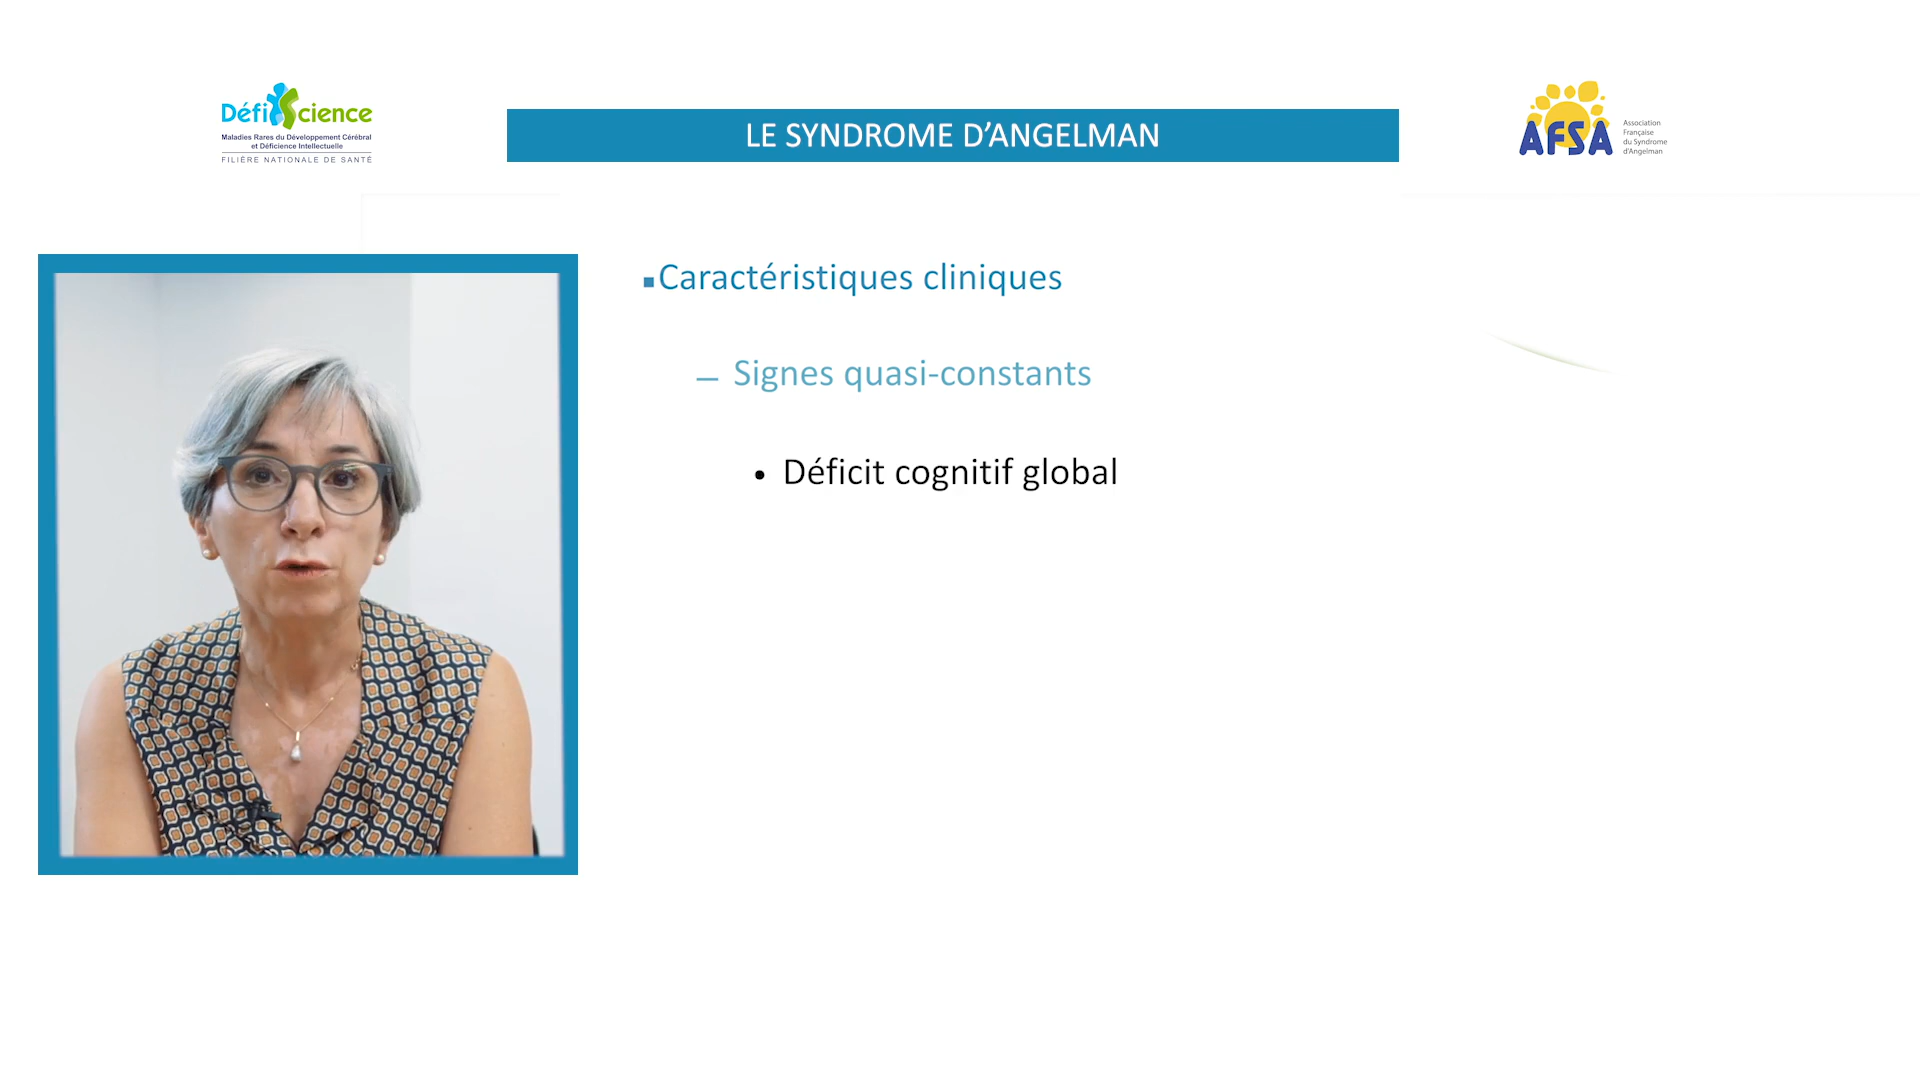 DéfiScience
Maladies Rares du Développement Cérébral
et Déficience Intellectuelle
FILIÈRE NATIONALE DE SANTÉ
LE SYNDROME D’ANGELMAN
AFSA
Association
Française
du Syndrome
d'Angelman
Caractéristiques cliniques
– Signes quasi-constants
• Déficit cognitif global